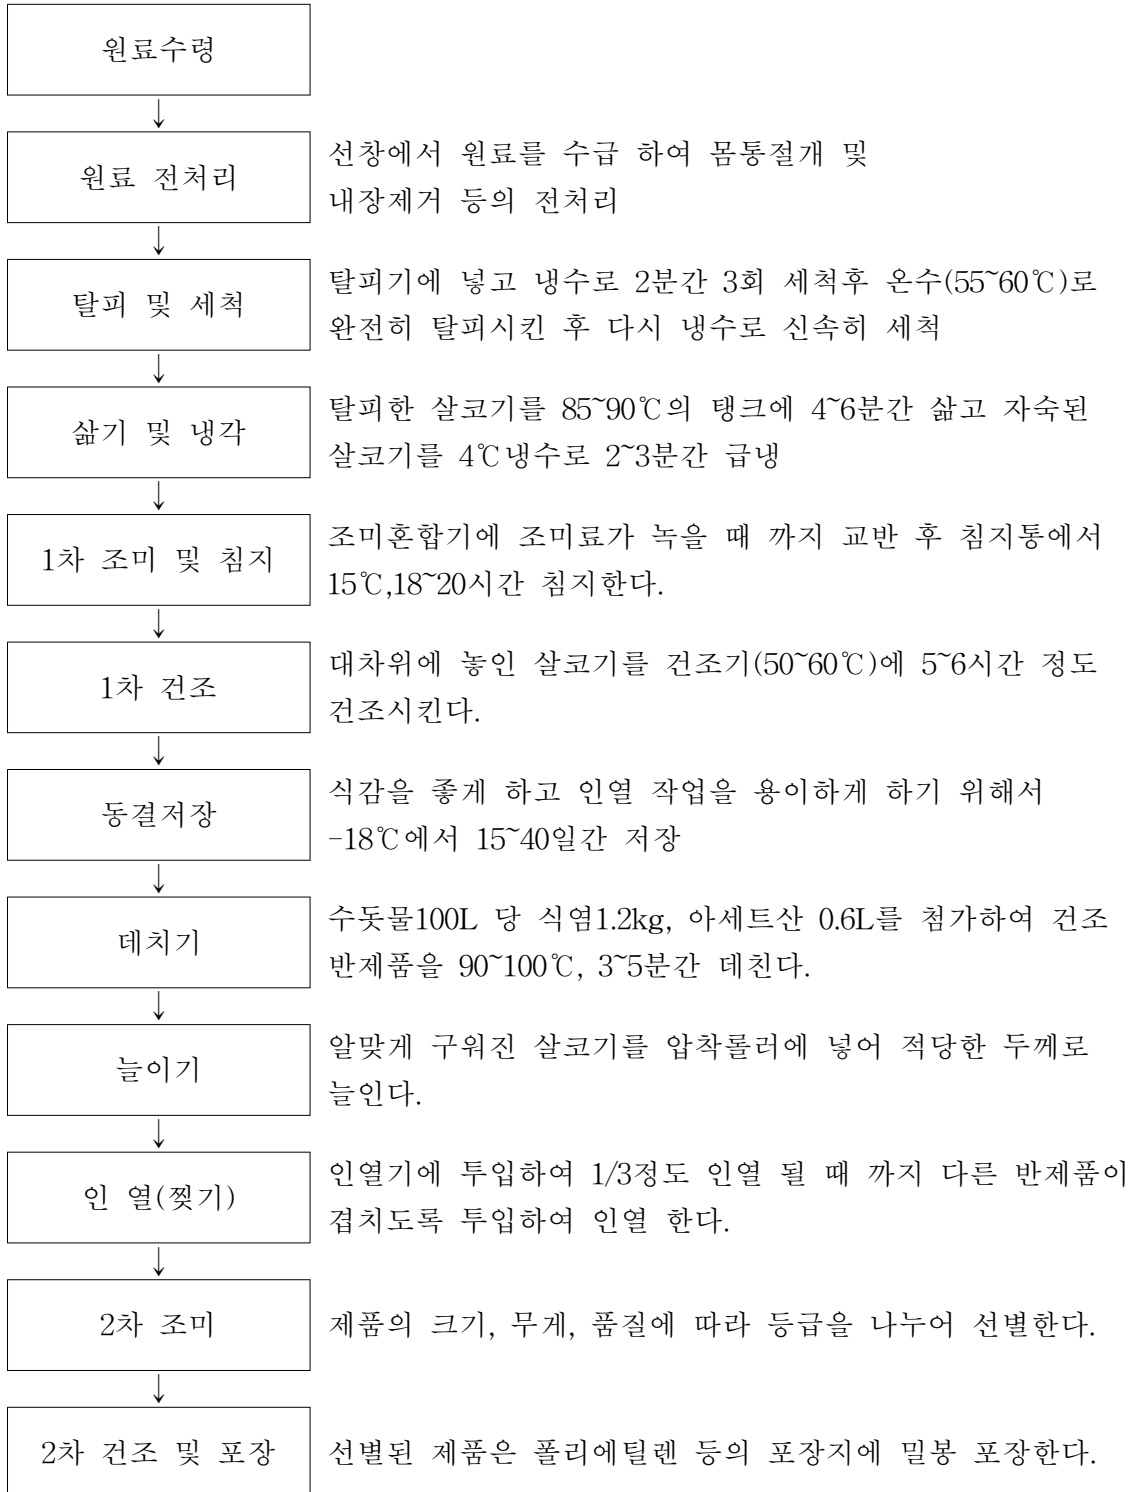 원료수령
원료 전처리
선창에서 원료를 수급 하여 몸통절개 및
내장제거 등의 전처리
탈피 및 세척
탈피기에 넣고 냉수로 2분간 3회 세척후 온수(55~60℃)로
완전히 탈피시킨 후 다시 냉수로 신속히 세척
삶기 및 냉각
탈피한 살코기를 85~90℃의 탱크에 4~6분간 삶고 자숙된
살코기를 4℃냉수로 2~3분간 급냉
1차 조미 및 침지
조미혼합기에 조미료가 녹을 때 까지 교반 후 침지통에서
15℃,18~20시간 침지한다.
1차 건조
대차위에 놓인 살코기를 건조기(50~60℃)에 5~6시간 정도
건조시킨다.
동결저장
식감을 좋게 하고 인열 작업을 용이하게 하기 위해서
-18℃에서 15~40일간 저장
데치기
수돗물100L 당 식염1.2kg, 아세트산 0.6L를 첨가하여 건조
반제품을 90~100℃, 3~5분간 데친다.
늘이기
알맞게 구워진 살코기를 압착롤러에 넣어 적당한 두께로
늘인다.
인 열(찢기)
인열기에 투입하여 1/3정도 인열 될 때 까지 다른 반제품이
겹치도록 투입하여 인열 한다.
2차 조미
제품의 크기, 무게, 품질에 따라 등급을 나누어 선별한다.
2차 건조 및 포장
선별된 제품은 폴리에틸렌 등의 포장지에 밀봉 포장한다.